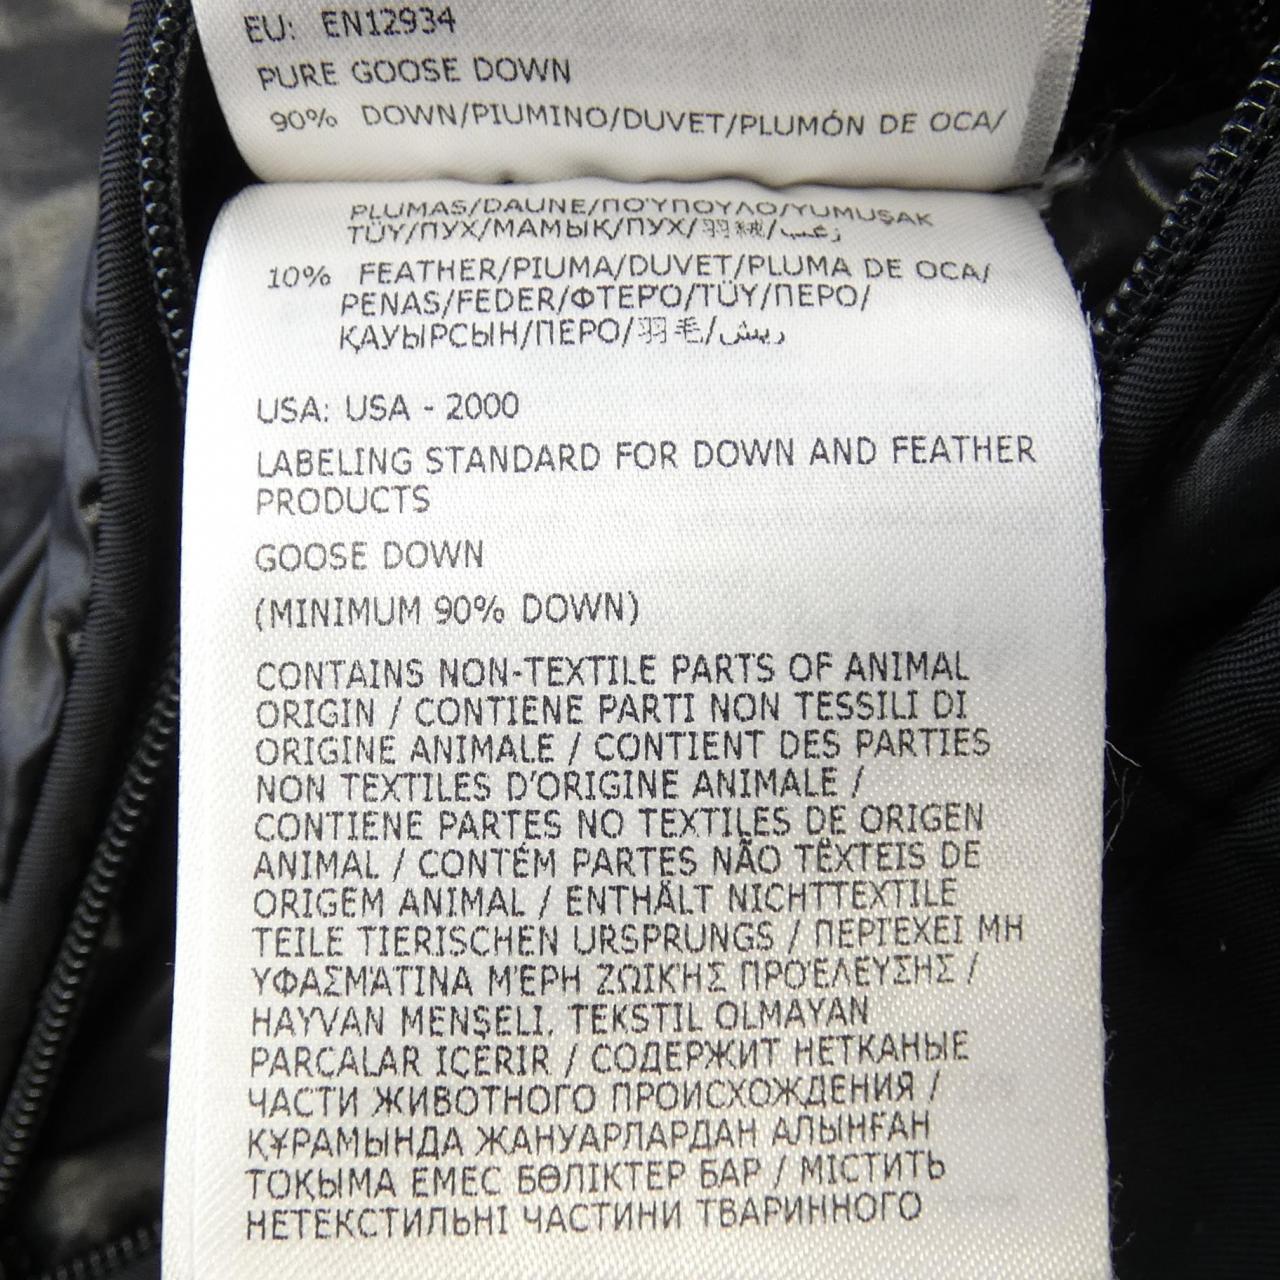 EU: EN12934
PURE GOOSE DOWN
90% DOWN/PIUMINO/DUVET/PLUMÓN DE OCA/
PLUMAS/DAUNE/ΠΟΎΠΟΥΛΟ/YUMUŞAK
TÜY/ПУХ/МАМЫҚ/ПУХ/羽絨/زغب
10% FEATHER/PIUMA/DUVET/PLUMA DE OCA/
PENAS/FEDER/ΦΤΕΡΌ/TÜY/ПЕРО/
ҚАУЫРСЫН/ПЕРО/羽毛/ريش
USA: USA - 2000
LABELING STANDARD FOR DOWN AND FEATHER
PRODUCTS
GOOSE DOWN
(MINIMUM 90% DOWN)
CONTAINS NON-TEXTILE PARTS OF ANIMAL
ORIGIN / CONTIENE PARTI NON TESSILI DI
ORIGINE ANIMALE / CONTIENT DES PARTIES
NON TEXTILES D'ORIGINE ANIMALE /
CONTIENE PARTES NO TEXTILES DE ORIGEN
ANIMAL / CONTÉM PARTES NÃO TÊXTEIS DE
ORIGEM ANIMAL / ENTHÄLT NICHTTEXTILE
TEILE TIERISCHEN URSPRUNGS / ΠΕΡΙΈΧΕΙ ΜΗ
ΥΦΑΣΜΆΤΙΝΑ ΜΈΡΗ ΖΩΙΚΉΣ ΠΡΟΈΛΕΥΣΗΣ /
HAYVAN MENŞELI, TEKSTIL OLMAYAN
PARÇALAR IÇERIR / СОДЕРЖИТ НЕТКАНЫЕ
ЧАСТИ ЖИВОТНОГО ПРОИСХОЖДЕНИЯ /
ҚҰРАМЫНДА ЖАНУАРЛАРДАН АЛЫНҒАН
ТОҚЫМА ЕМЕС БӨЛІКТЕР БАР / МІСТИТЬ
НЕТЕКСТИЛЬНІ ЧАСТИНИ ТВАРИННОГО